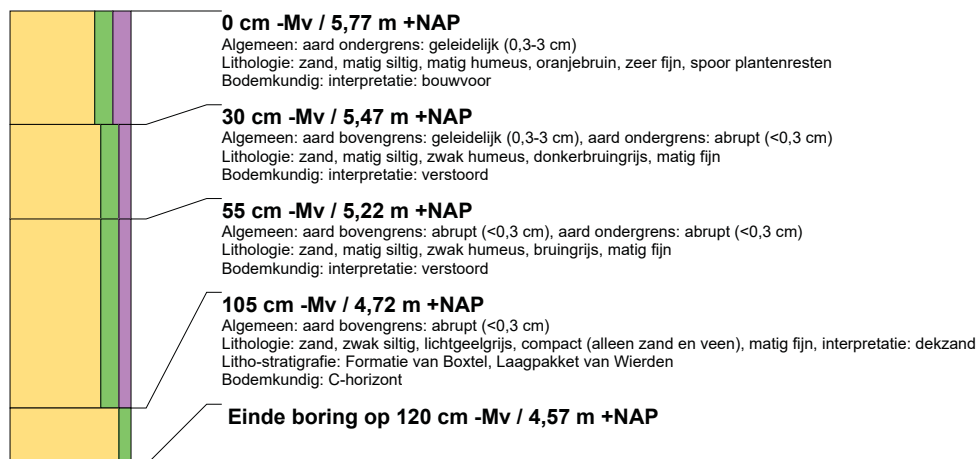 0 cm -Mv / 5,77 m +NAP
Algemeen: aard ondergrens: geleidelijk (0,3-3 cm)
Lithologie: zand, matig siltig, matig humeus, oranjebruin, zeer fijn, spoor plantenresten
Bodemkundig: interpretatie: bouwvoor
30 cm -Mv / 5,47 m +NAP
Algemeen: aard bovengrens: geleidelijk (0,3-3 cm), aard ondergrens: abrupt (<0,3 cm)
Lithologie: zand, matig siltig, zwak humeus, donkerbruingrijs, matig fijn
Bodemkundig: interpretatie: verstoord
55 cm -Mv / 5,22 m +NAP
Algemeen: aard bovengrens: abrupt (<0,3 cm), aard ondergrens: abrupt (<0,3 cm)
Lithologie: zand, matig siltig, zwak humeus, bruingrijs, matig fijn
Bodemkundig: interpretatie: verstoord
105 cm -Mv / 4,72 m +NAP
Algemeen: aard bovengrens: abrupt (<0,3 cm)
Lithologie: zand, zwak siltig, lichtgeelgrijs, compact (alleen zand en veen), matig fijn, interpretatie: dekzand
Litho-stratigrafie: Formatie van Boxtel, Laagpakket van Wierden
Bodemkundig: C-horizont
Einde boring op 120 cm -Mv / 4,57 m +NAP